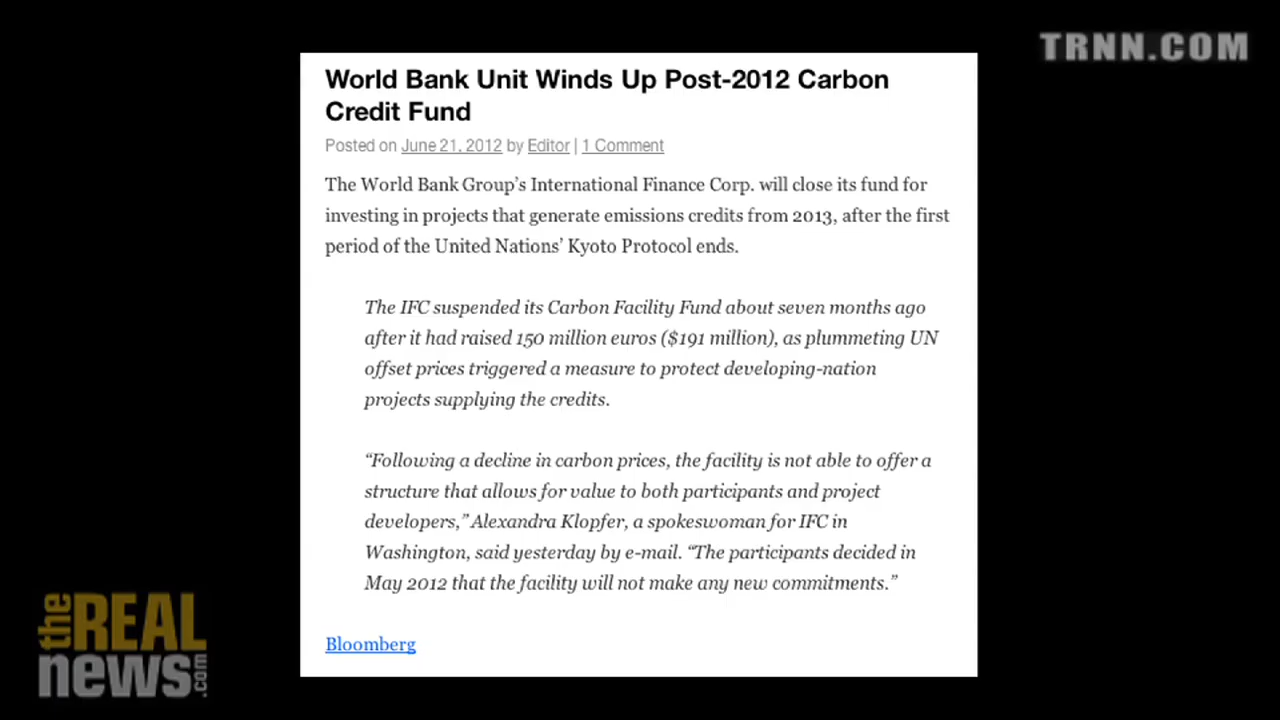 TRNN.COM
World Bank Unit Winds Up Post-2012 Carbon
Credit Fund
Posted on June 21, 2012 by Editor | 1 Comment
The World Bank Group’s International Finance Corp. will close its fund for
investing in projects that generate emissions credits from 2013, after the first
period of the United Nations’ Kyoto Protocol ends.
The IFC suspended its Carbon Facility Fund about seven months ago
after it had raised 150 million euros ($191 million), as plummeting UN
offset prices triggered a measure to protect developing-nation
projects supplying the credits.
“Following a decline in carbon prices, the facility is not able to offer a
structure that allows for value to both participants and project
developers,” Alexandra Klopfer, a spokeswoman for IFC in
Washington, said yesterday by e-mail. “The participants decided in
May 2012 that the facility will not make any new commitments.”
Bloomberg
the REAL
news.com